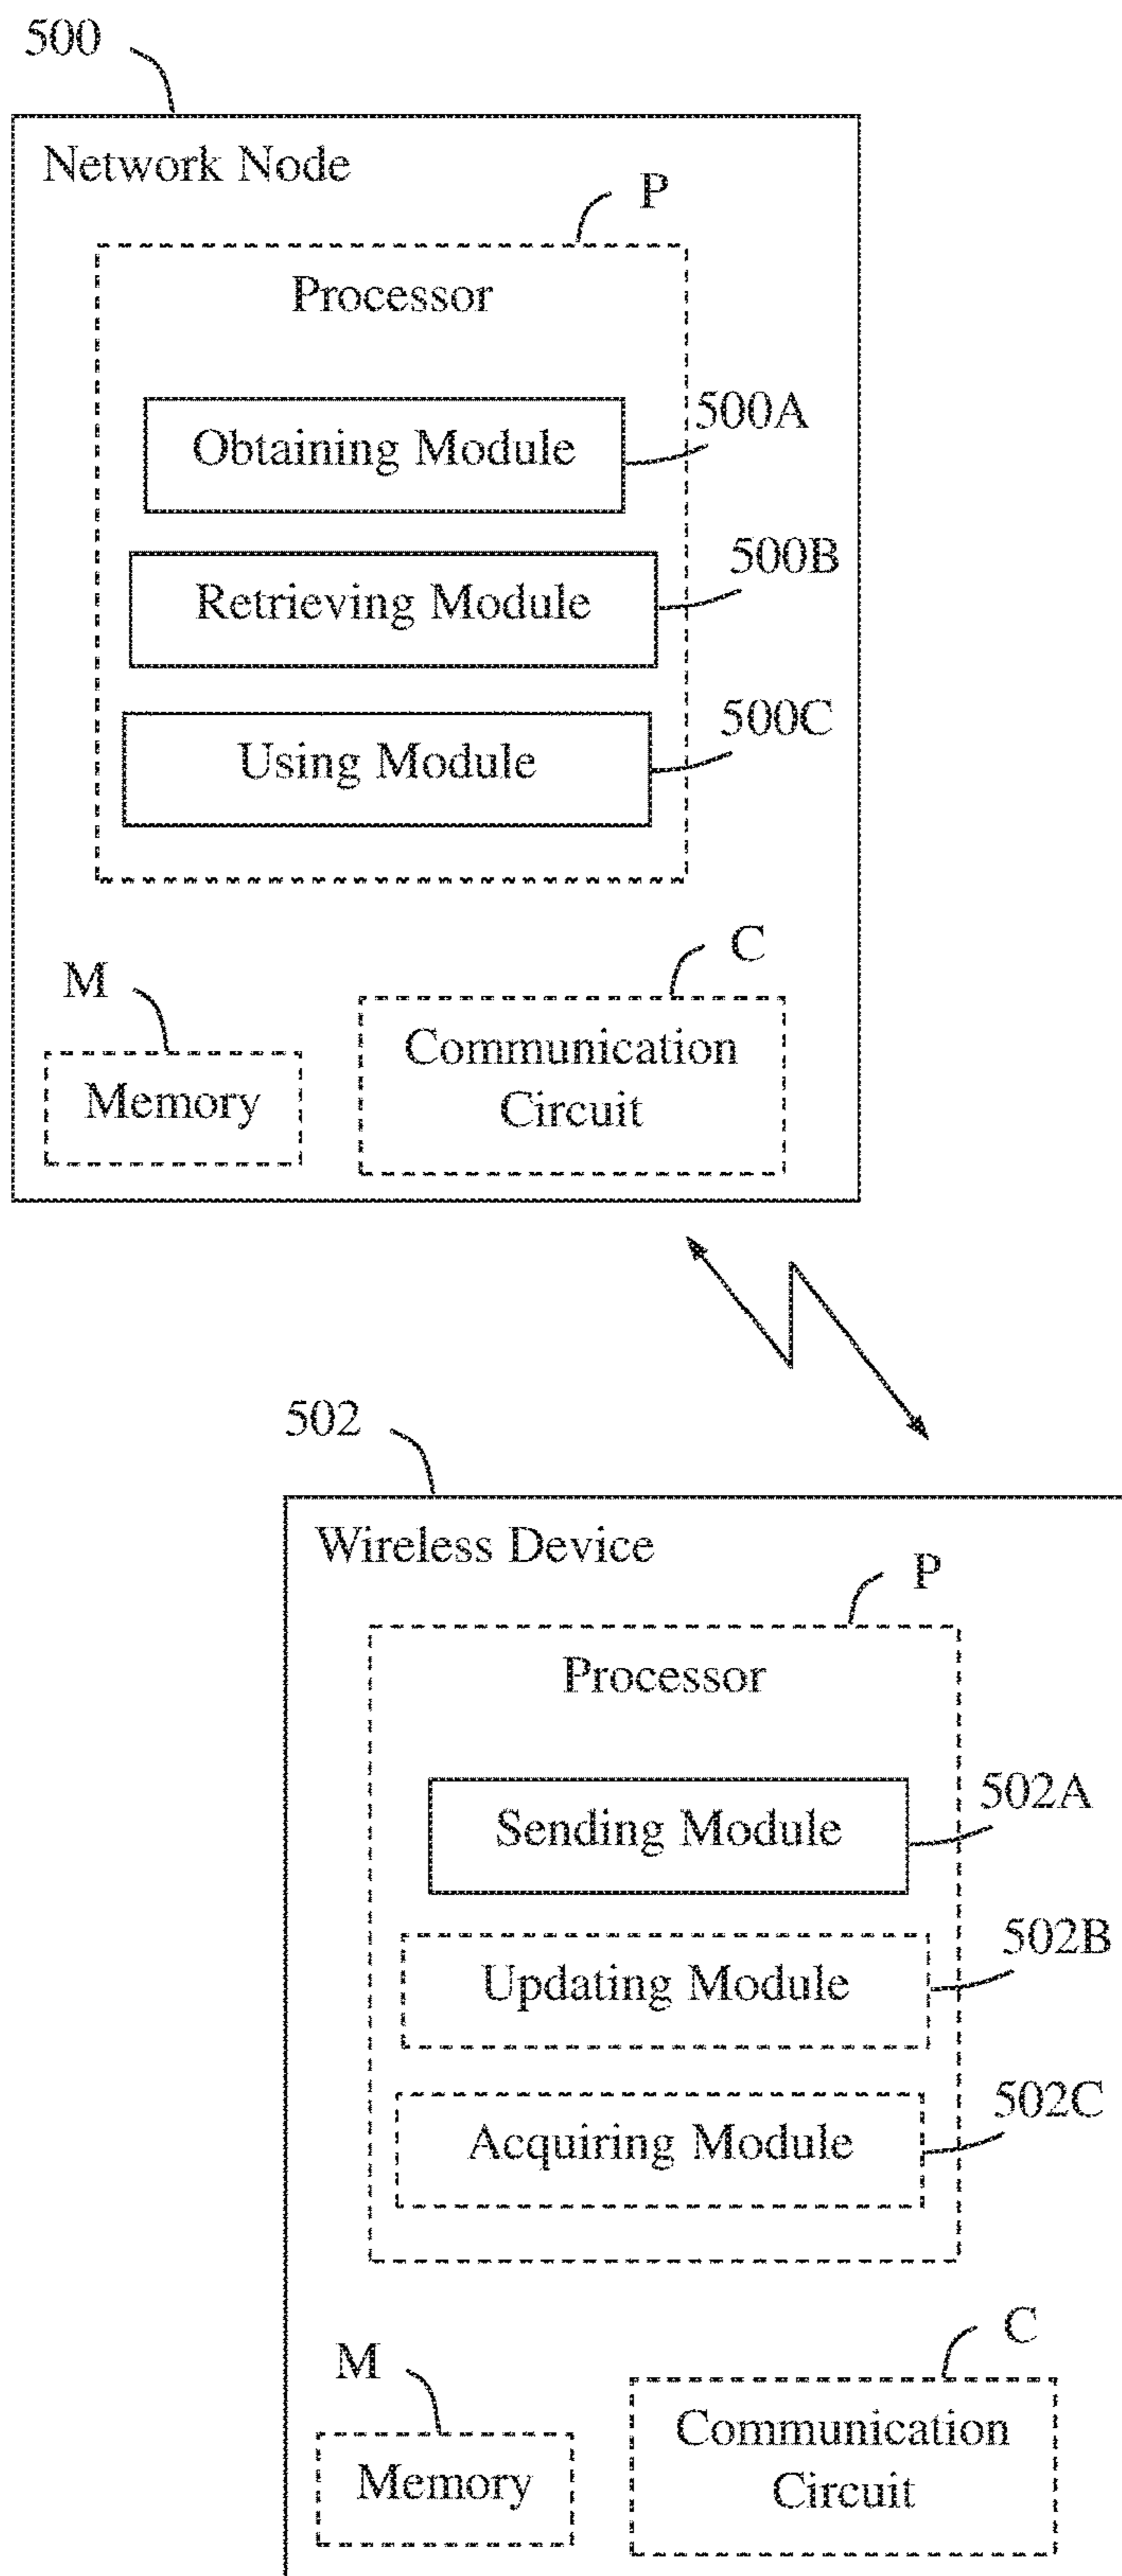 500
Network Node
P
Processor
Obtaining Module
500A
Retrieving Module
500B
Using Module
500C
C
M
Communication
Circuit
Memory
502
Wireless Device
P
Processor
Sending Module
502A
Updating Module
502B
Acquiring Module
502C
C
M
Communication
Circuit
Memory